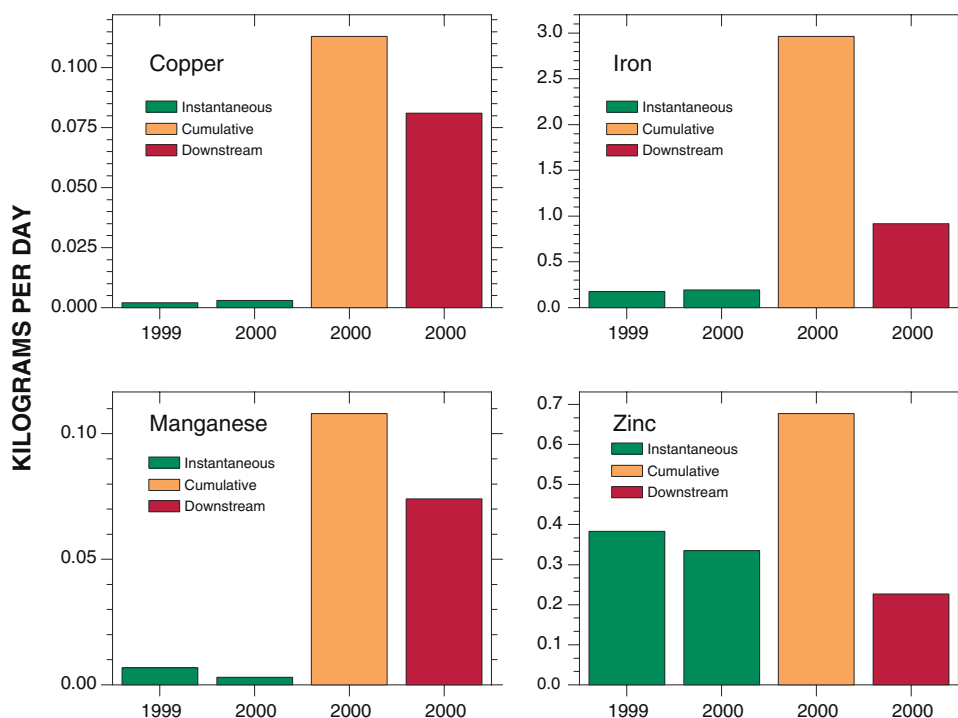 KILOGRAMS PER DAY
Copper
Instantaneous
Cumulative
Downstream
0.100
0.075
0.050
0.025
0.000
1999 2000 2000 2000
Iron
Instantaneous
Cumulative
Downstream
3.0
2.5
2.0
1.5
1.0
0.5
0.0
1999 2000 2000 2000
Manganese
Instantaneous
Cumulative
Downstream
0.10
0.05
0.00
1999 2000 2000 2000
Zinc
Instantaneous
Cumulative
Downstream
0.7
0.6
0.5
0.4
0.3
0.2
0.1
0.0
1999 2000 2000 2000